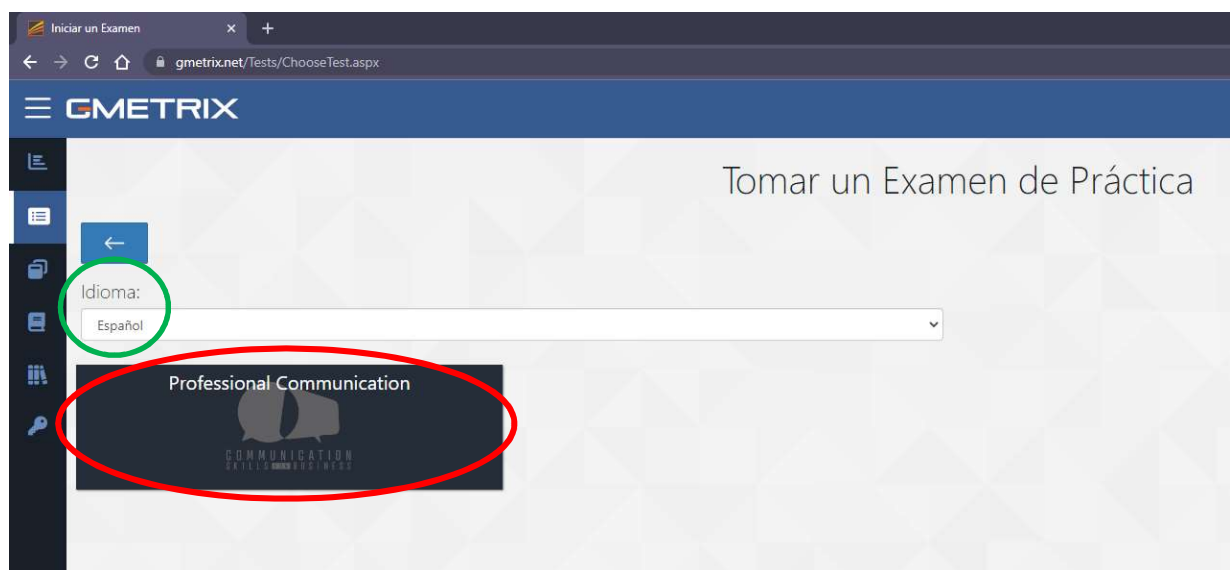 Iniciar un Examen
gmetrix.net/Tests/ChooseTest.aspx
GMETRIX
Tomar un Examen de Práctica
Idioma:
Español
Professional Communication
COMMUNICATION
SKILLS FOR BUSINESS